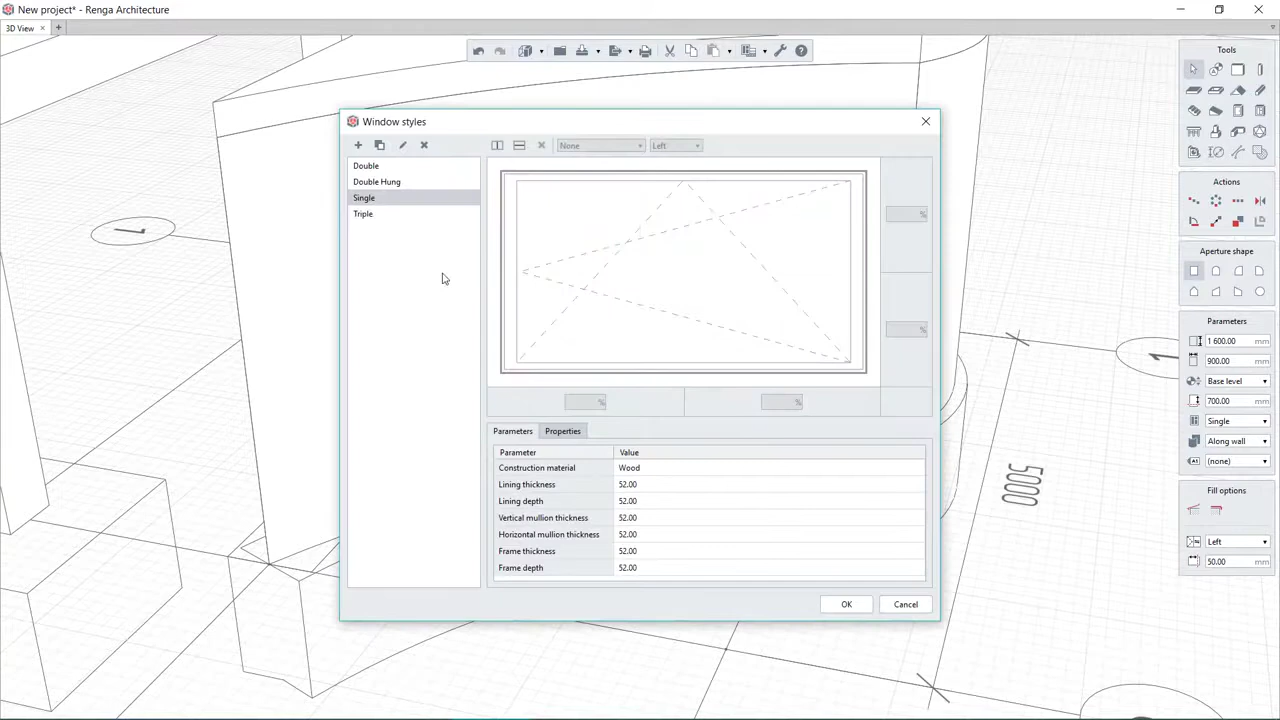 New project* - Renga Architecture
3D View
Tools
Window styles
None
Left
Double
Double Hung
Single
Triple
%
%
%
%
Parameters
Properties
Parameter
Value
Construction material
Wood
Lining thickness
52.00
Lining depth
52.00
Vertical mullion thickness
52.00
Horizontal mullion thickness
52.00
Frame thickness
52.00
Frame depth
52.00
OK
Cancel
Actions
Aperture shape
Parameters
1 600.00 mm
900.00 mm
Base level
700.00 mm
Single
Along wall
(none)
Fill options
Left
50.00 mm
1
1
5000